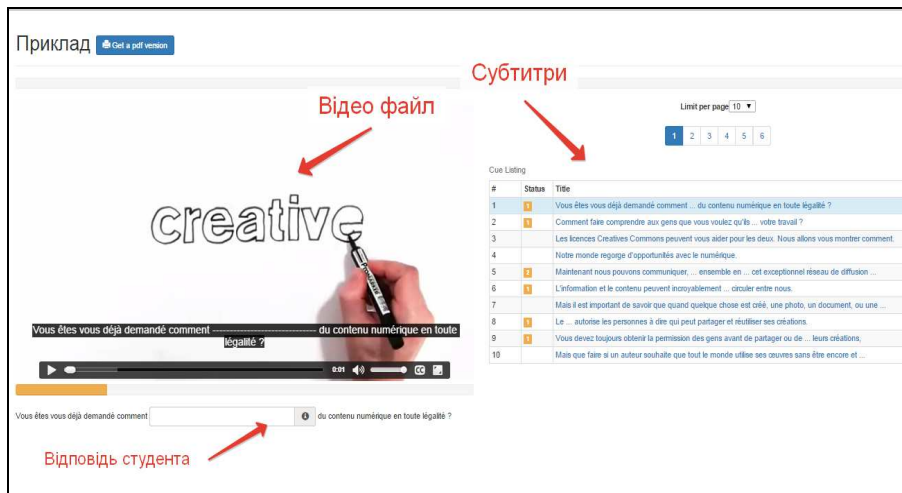 Приклад Get a pdf version
Відео файл
creative
Vous êtes vous déjà demandé comment -------------------------------- du contenu numérique en toute
légalité ?
0:01 CC
Vous êtes vous déjà demandé comment du contenu numérique en toute légalité ?
Відповідь студента
Субтитри
Limit per page 10
1 2 3 4 5 6
Cue Listing
# Status Title
1 1 Vous êtes vous déjà demandé comment ... du contenu numérique en toute légalité ?
2 1 Comment faire comprendre aux gens que vous voulez qu'ils ... votre travail ?
3 Les licences Creatives Commons peuvent vous aider pour les deux. Nous allons vous montrer comment.
4 Notre monde regorge d'opportunités avec le numérique.
5 2 Maintenant nous pouvons communiquer, ... ensemble en ... cet exceptionnel réseau de diffusion ...
6 1 L'information et le contenu peuvent incroyablement ... circuler entre nous.
7 Mais il est important de savoir que quand quelque chose est créé, une photo, un document, ou une ...
8 1 Le ... autorise les personnes à dire qui peut partager et réutiliser ses créations.
9 1 Vous devez toujours obtenir la permission des gens avant de partager ou de ... leurs créations,
10 Mais que faire si un auteur souhaite que tout le monde utilise ses œuvres sans être encore et ...